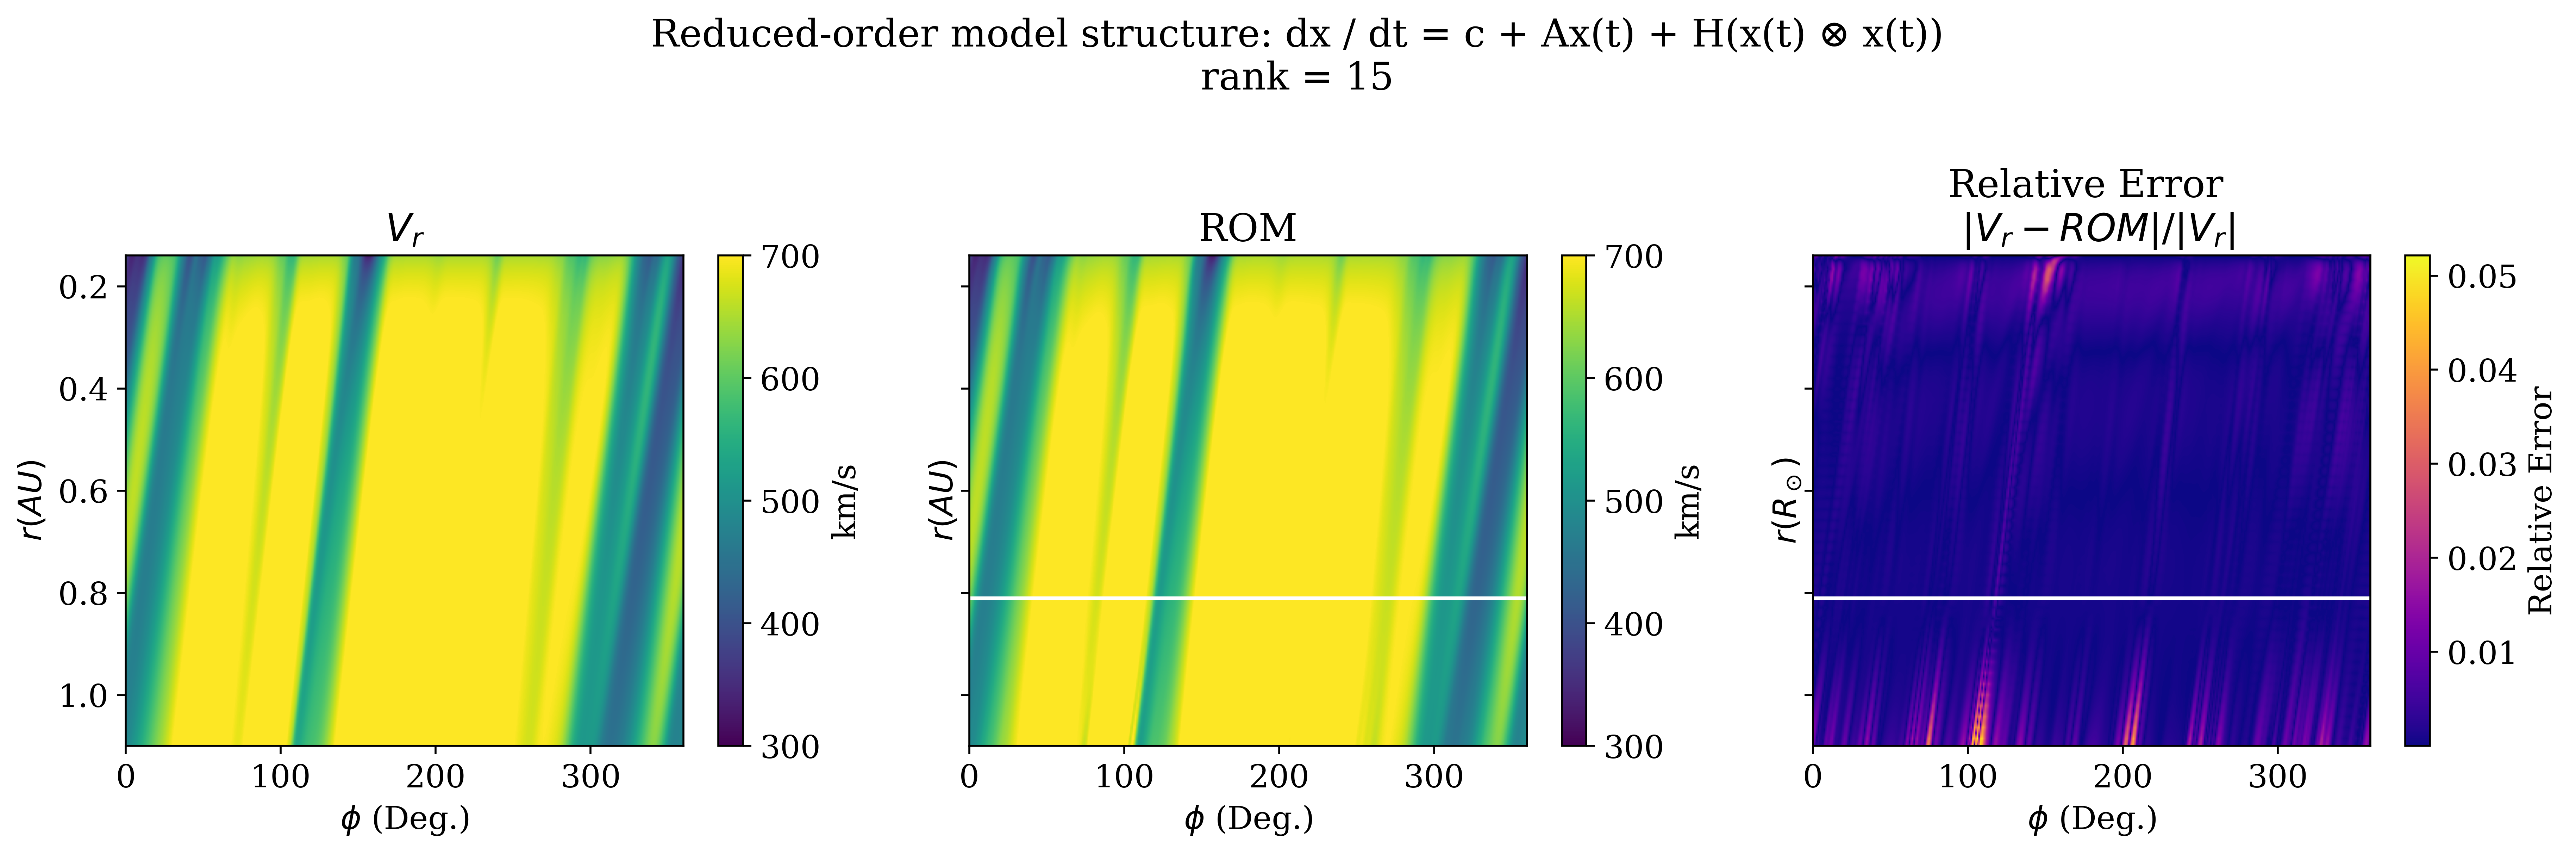 Reduced-order model structure: dx / dt = c + Ax(t) + H(x(t) ⊗ x(t))
rank = 15
V_r
0.2
0.4
0.6
0.8
1.0
r(AU)
0
100
200
300
ϕ (Deg.)
700
600
500
400
300
km/s
ROM
r(AU)
0
100
200
300
ϕ (Deg.)
700
600
500
400
300
km/s
Relative Error
|V_r − ROM|/|V_r|
r(R_⊙)
0
100
200
300
ϕ (Deg.)
0.05
0.04
0.03
0.02
0.01
Relative Error